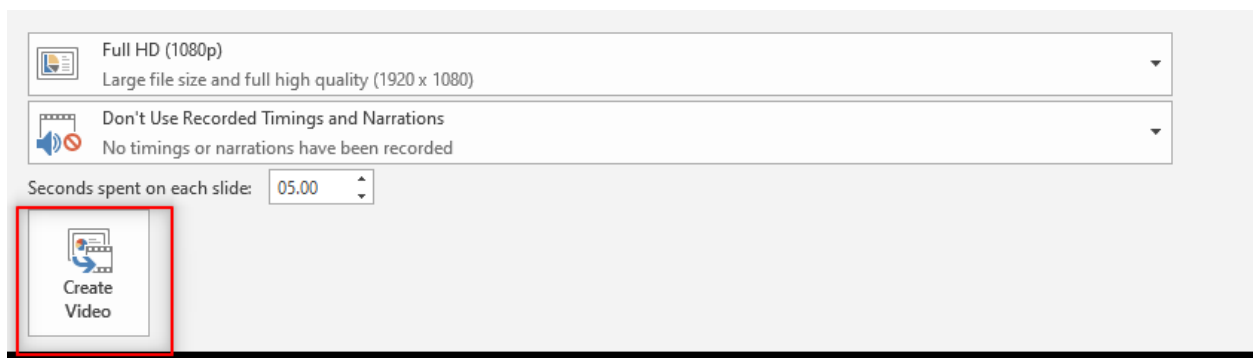 Full HD (1080p)
Large file size and full high quality (1920 x 1080)
Don't Use Recorded Timings and Narrations
No timings or narrations have been recorded
Seconds spent on each slide: 05.00
Create
Video